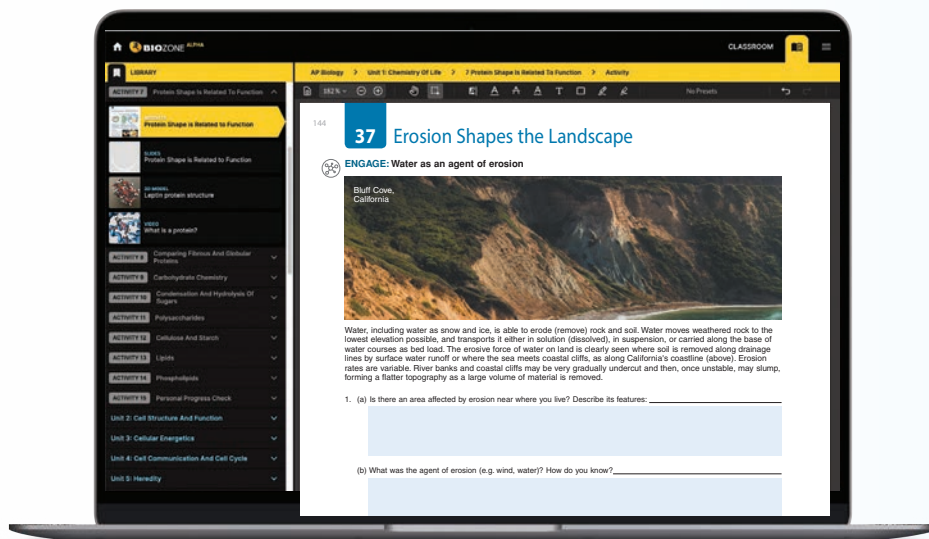 BIOZONE ALPHA
CLASSROOM
LIBRARY
AP Biology > Unit 1: Chemistry Of Life > 7 Protein Shape Is Related To Function > Activity
ACTIVITY 7 Protein Shape Is Related To Function
182%
No Presets
Protein Shape is Related to Function
SLIDES
Protein Shape is Related to Function
3D MODEL
Leptin protein structure
VIDEO
What is a protein?
ACTIVITY 8 Comparing Fibrous And Globular
Proteins
ACTIVITY 9 Carbohydrate Chemistry
ACTIVITY 10 Condensation And Hydrolysis Of
Sugars
ACTIVITY 11 Polysaccharides
ACTIVITY 12 Cellulose And Starch
ACTIVITY 13 Lipids
ACTIVITY 14 Phospholipids
ACTIVITY 15 Personal Progress Check
Unit 2: Cell Structure And Function
Unit 3: Cellular Energetics
Unit 4: Cell Communication And Cell Cycle
Unit 5: Heredity
144
37 Erosion Shapes the Landscape
ENGAGE: Water as an agent of erosion
Bluff Cove,
California
Water, including water as snow and ice, is able to erode (remove) rock and soil. Water moves weathered rock to the
lowest elevation possible, and transports it either in solution (dissolved), in suspension, or carried along the base of
water courses as bed load. The erosive force of water on land is clearly seen where soil is removed along drainage
lines by surface water runoff or where the sea meets coastal cliffs, as along California's coastline (above). Erosion
rates are variable. River banks and coastal cliffs may be very gradually undercut and then, once unstable, may slump,
forming a flatter topography as a large volume of material is removed.
1. (a) Is there an area affected by erosion near where you live? Describe its features:
(b) What was the agent of erosion (e.g. wind, water)? How do you know?